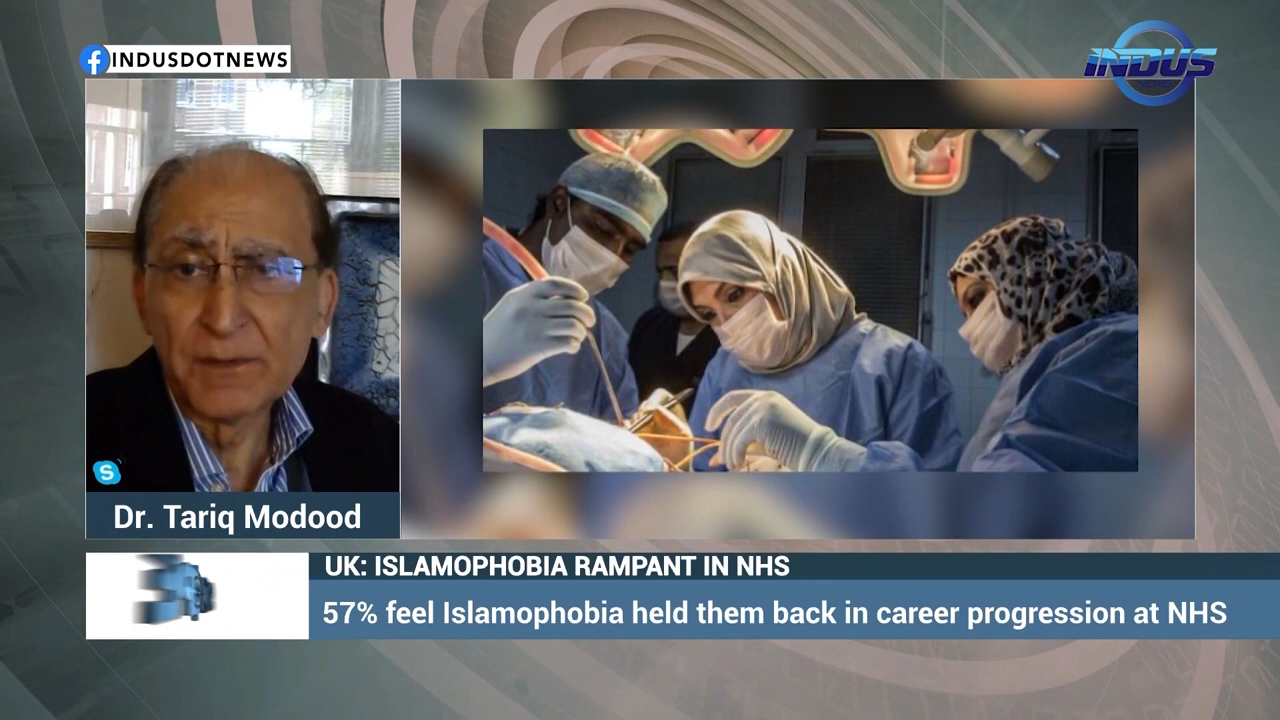 INDUSDOTNEWS
INDUS
Dr. Tariq Modood
UK: ISLAMOPHOBIA RAMPANT IN NHS
57% feel Islamophobia held them back in career progression at NHS